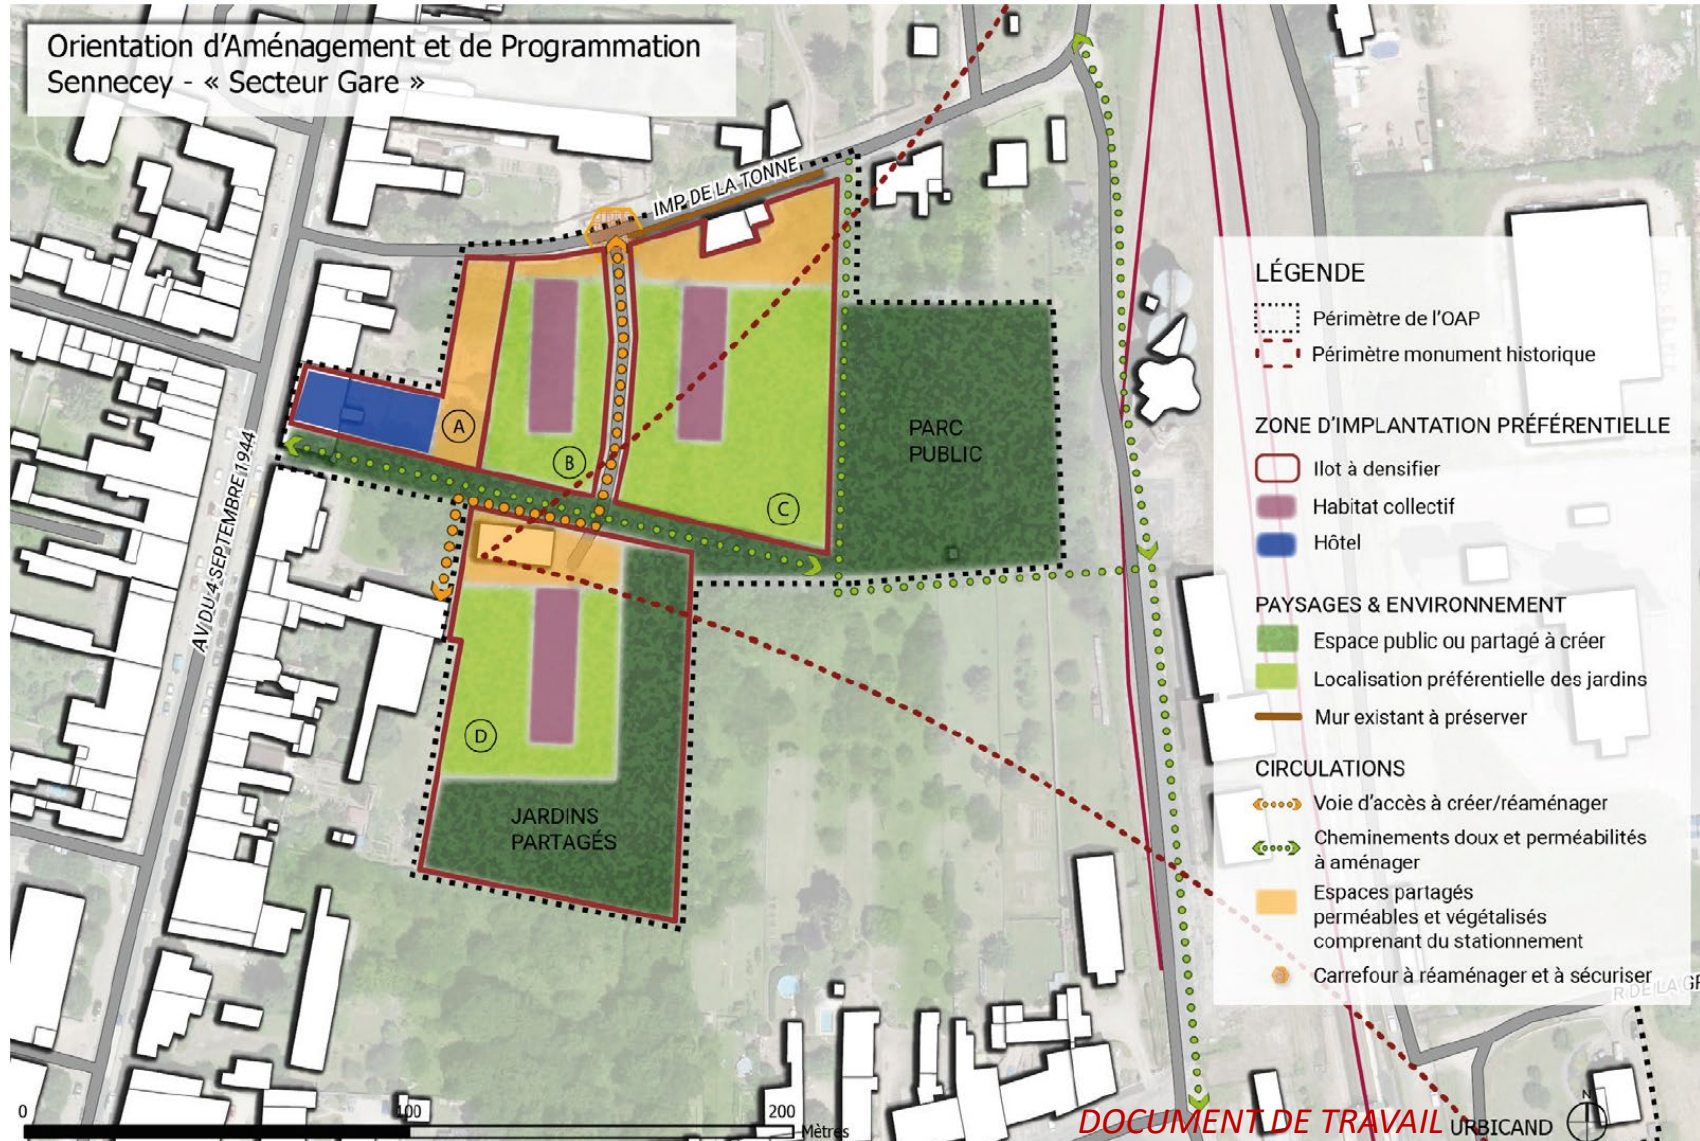 Orientation d'Aménagement et de Programmation
Sennecey - « Secteur Gare »
IMP DE LA TONNE
AV DU 4 SEPTEMBRE 1944
A
B
C
D
PARC
PUBLIC
JARDINS
PARTAGÉS
LÉGENDE
Périmètre de l'OAP
Périmètre monument historique
ZONE D'IMPLANTATION PRÉFÉRENTIELLE
Ilot à densifier
Habitat collectif
Hôtel
PAYSAGES & ENVIRONNEMENT
Espace public ou partagé à créer
Localisation préférentielle des jardins
Mur existant à préserver
CIRCULATIONS
Voie d'accès à créer/réaménager
Cheminements doux et perméabilités
à aménager
Espaces partagés
perméables et végétalisés
comprenant du stationnement
Carrefour à réaménager et à sécuriser
R DE LA
0 100 200
Mètres
DOCUMENT DE TRAVAIL
URBICAND
N